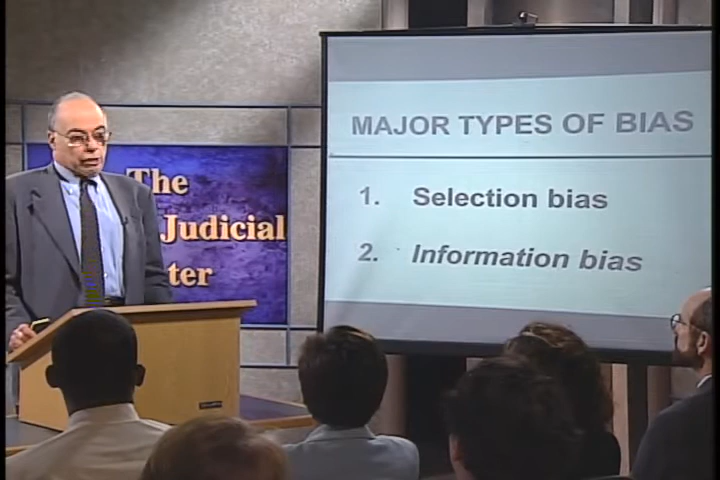 The
Judicial
ter
MAJOR TYPES OF BIAS
1. Selection bias
2. Information bias